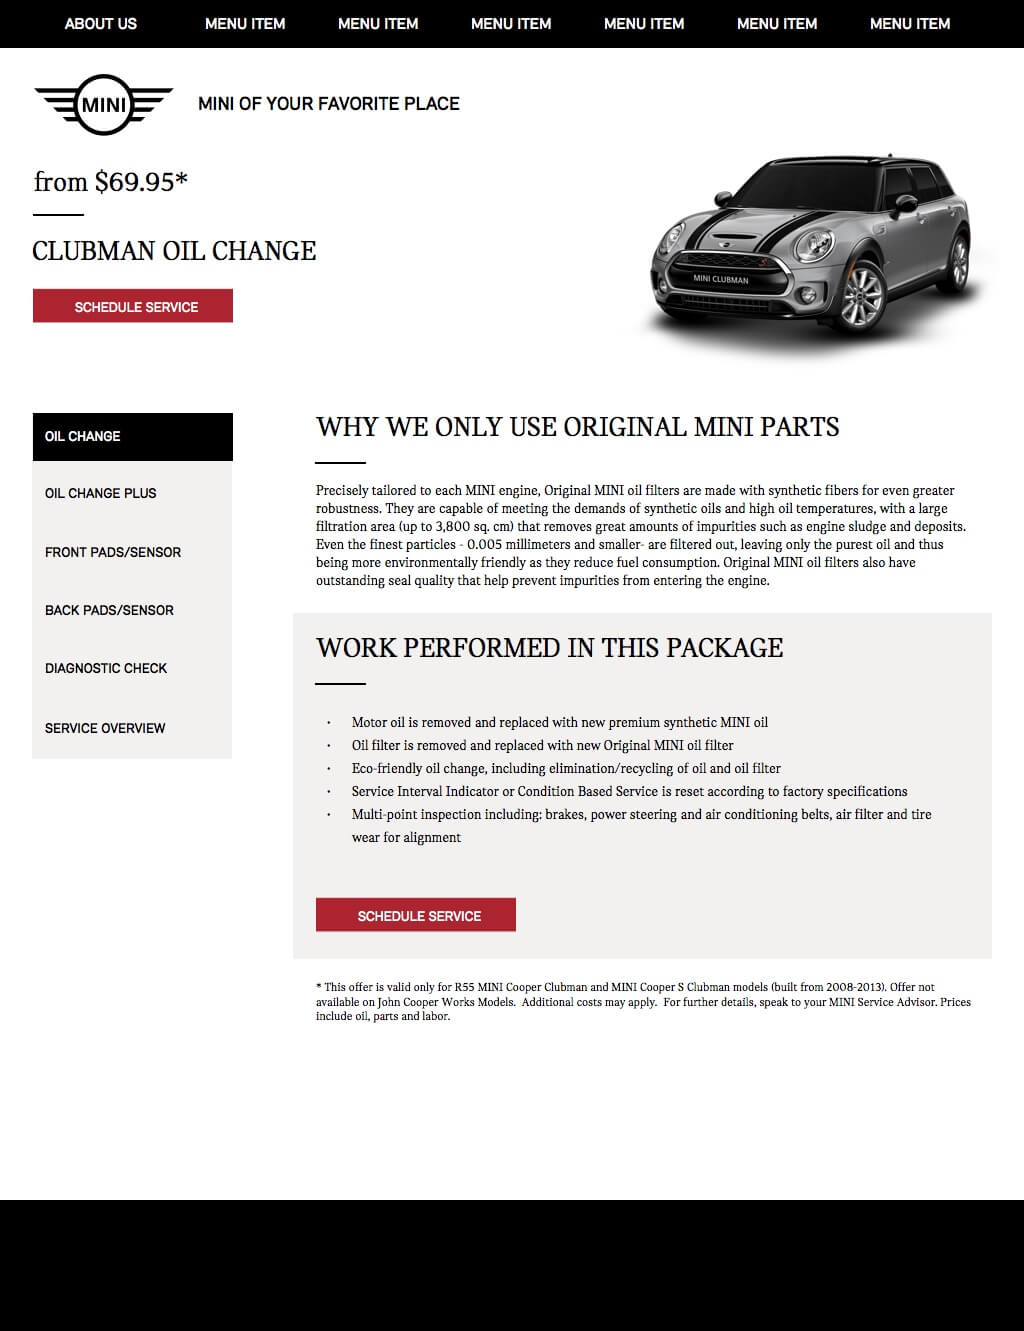 ABOUT US MENU ITEM MENU ITEM MENU ITEM MENU ITEM MENU ITEM MENU ITEM
MINI
MINI OF YOUR FAVORITE PLACE
from $69.95*
CLUBMAN OIL CHANGE
SCHEDULE SERVICE
MINI CLUBMAN
OIL CHANGE
OIL CHANGE PLUS
FRONT PADS/SENSOR
BACK PADS/SENSOR
DIAGNOSTIC CHECK
SERVICE OVERVIEW
WHY WE ONLY USE ORIGINAL MINI PARTS
Precisely tailored to each MINI engine, Original MINI oil filters are made with synthetic fibers for even greater
robustness. They are capable of meeting the demands of synthetic oils and high oil temperatures, with a large
filtration area (up to 3,800 sq. cm) that removes great amounts of impurities such as engine sludge and deposits.
Even the finest particles - 0.005 millimeters and smaller- are filtered out, leaving only the purest oil and thus
being more environmentally friendly as they reduce fuel consumption. Original MINI oil filters also have
outstanding seal quality that help prevent impurities from entering the engine.
WORK PERFORMED IN THIS PACKAGE
· Motor oil is removed and replaced with new premium synthetic MINI oil
· Oil filter is removed and replaced with new Original MINI oil filter
· Eco-friendly oil change, including elimination/recycling of oil and oil filter
· Service Interval Indicator or Condition Based Service is reset according to factory specifications
· Multi-point inspection including: brakes, power steering and air conditioning belts, air filter and tire
wear for alignment
SCHEDULE SERVICE
* This offer is valid only for R55 MINI Cooper Clubman and MINI Cooper S Clubman models (built from 2008-2013). Offer not
available on John Cooper Works Models.  Additional costs may apply.  For further details, speak to your MINI Service Advisor. Prices
include oil, parts and labor.